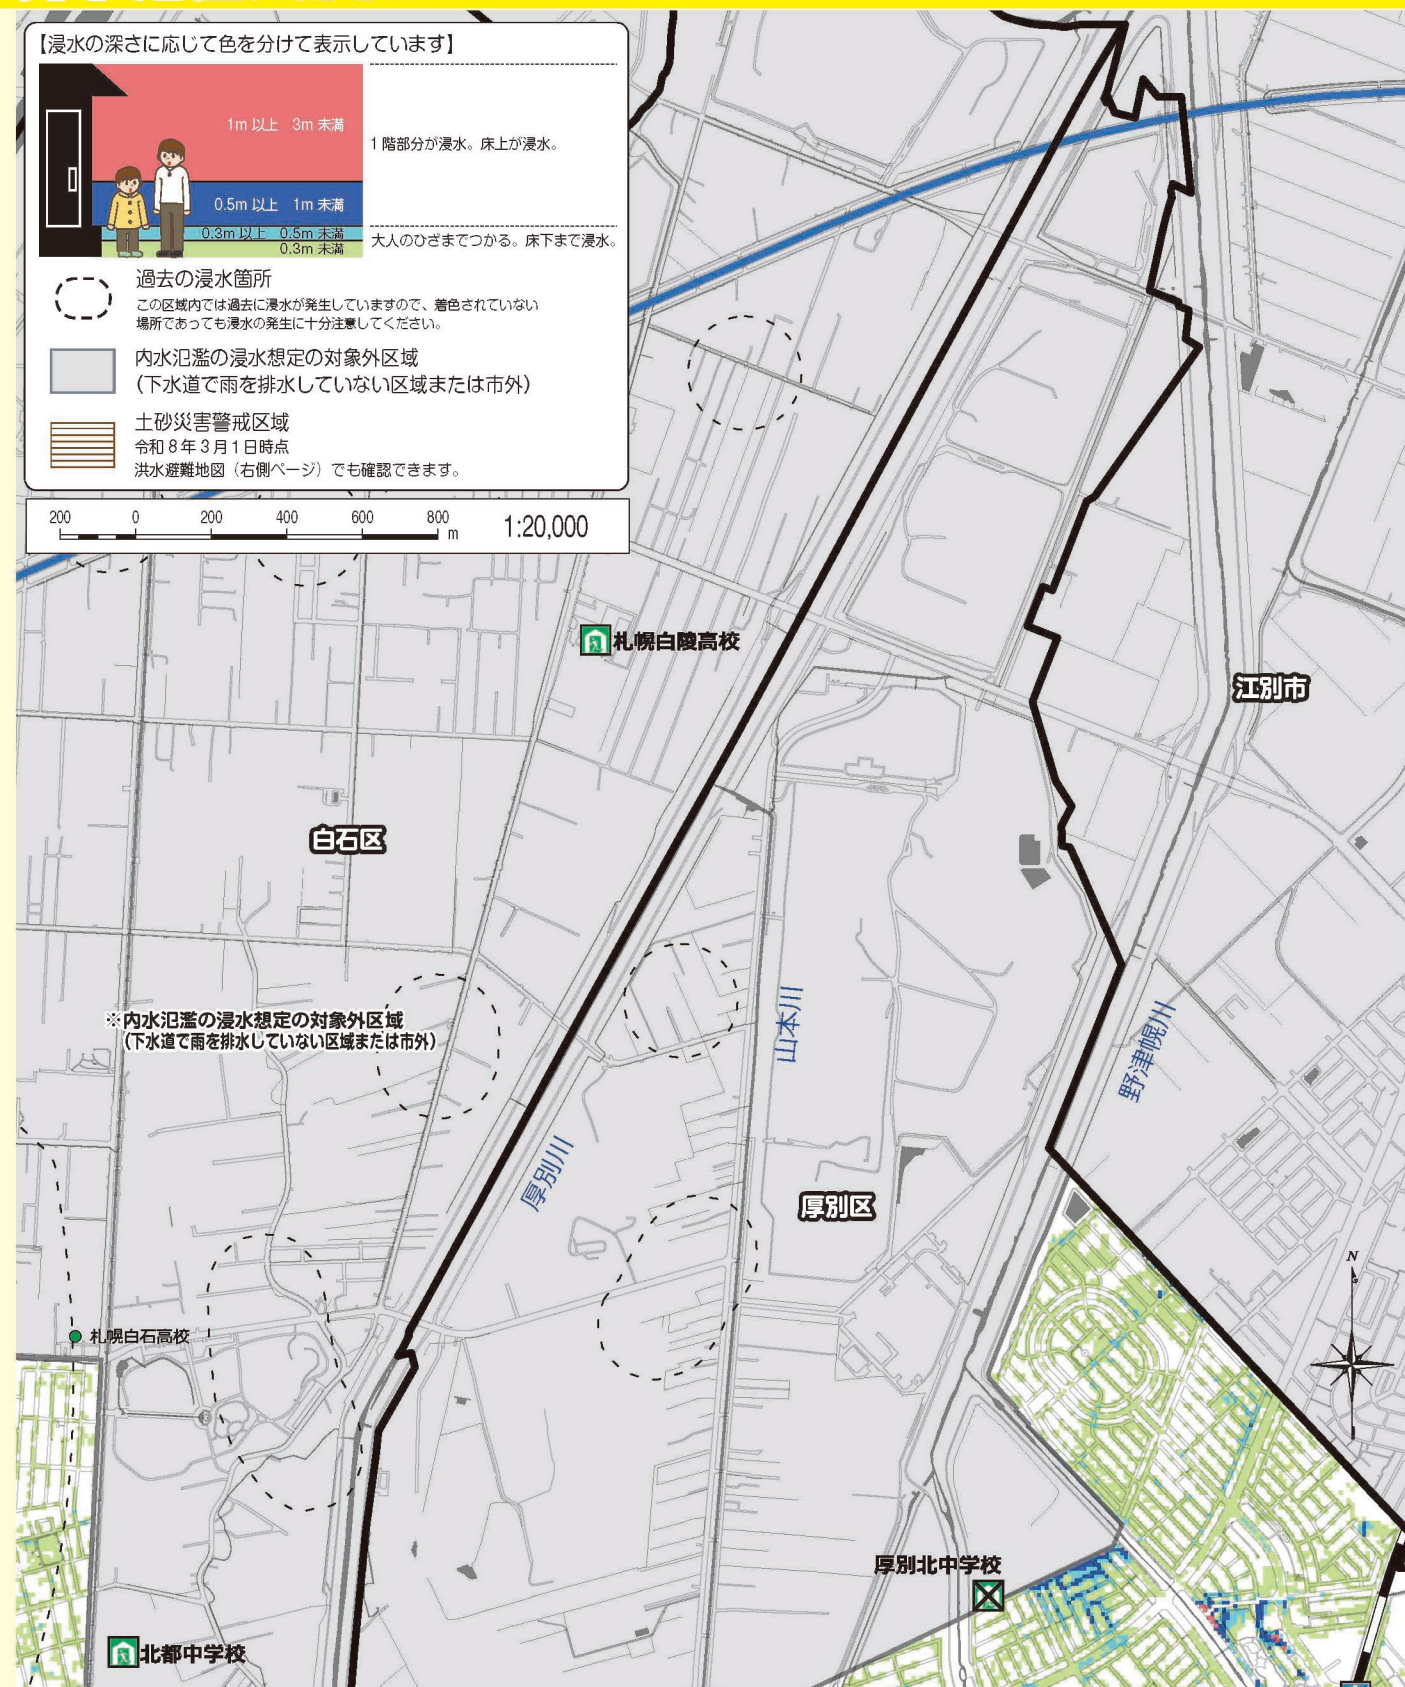 【浸水の深さに応じて色を分けて表示しています】
1m 以上 3m 未満
1 階部分が浸水。床上が浸水。
0.5m 以上 1m 未満
0.3m 以上 0.5m 未満
0.3m 未満
大人のひざまでつかる。床下まで浸水。
過去の浸水箇所
この区域内では過去に浸水が発生していますので、着色されていない
場所であっても浸水の発生に十分注意してください。
内水氾濫の浸水想定の対象外区域
(下水道で雨を排水していない区域または市外)
土砂災害警戒区域
令和 8 年 3 月 1 日時点
洪水避難地図（右側ページ）でも確認できます。
200 0 200 400 600 800 m 1:20,000
札幌白陵高校
江別市
白石区
※内水氾濫の浸水想定の対象外区域
(下水道で雨を排水していない区域または市外)
山本川
野津幌川
厚別川
厚別区
N
札幌白石高校
厚別北中学校
北都中学校